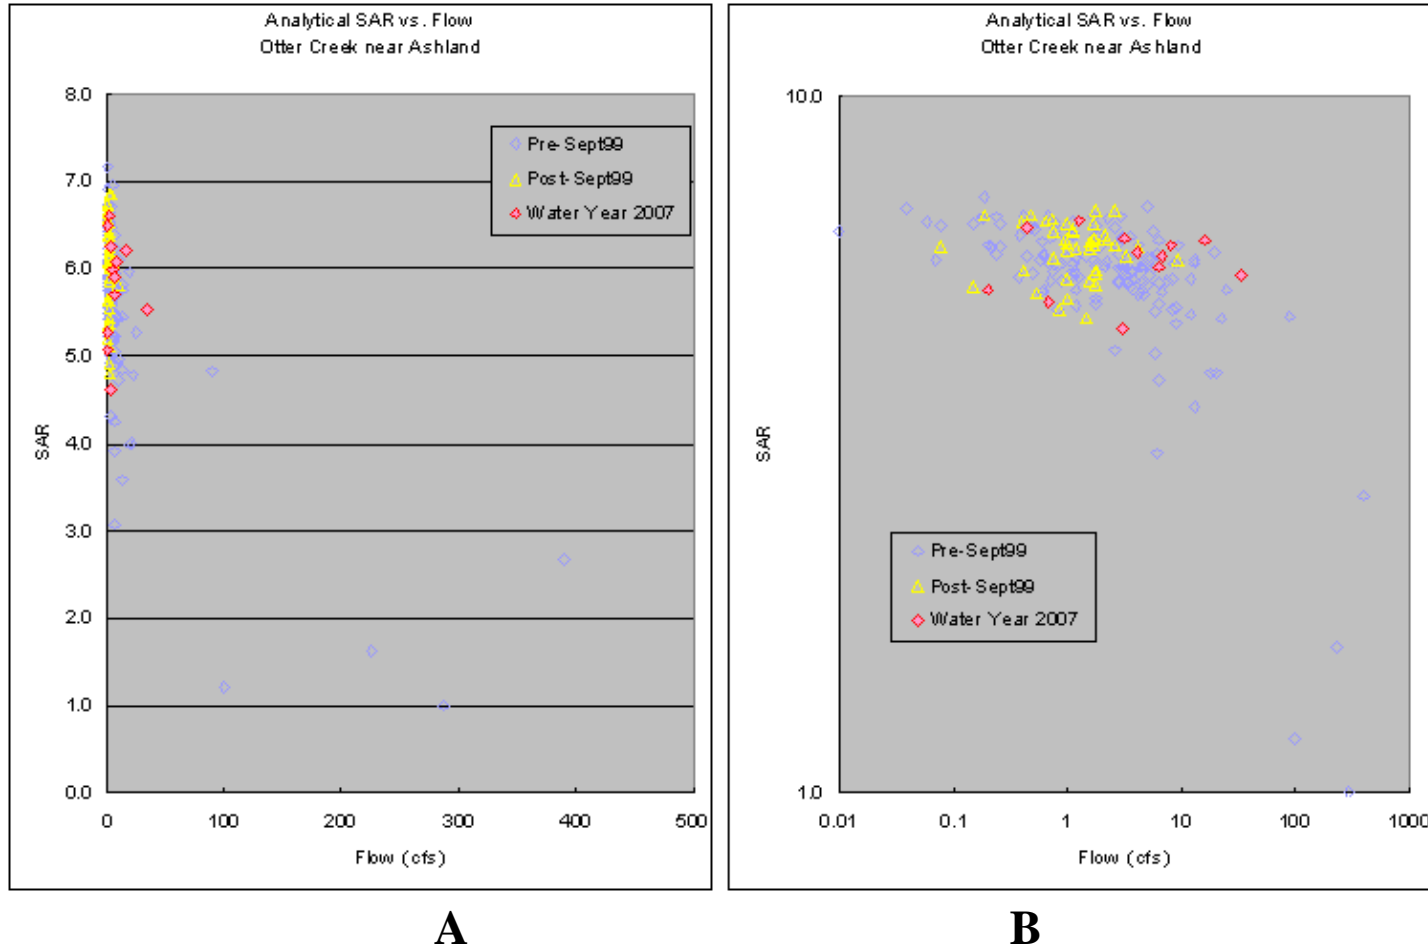 Analytical SAR vs. Flow
Otter Creek near Ashland
8.0
7.0
6.0
5.0
4.0
3.0
2.0
1.0
0.0
SAR
Pre-Sept99
Post-Sept99
Water Year 2007
0 100 200 300 400 500
Flow (cfs)
A
Analytical SAR vs. Flow
Otter Creek near Ashland
10.0
1.0
SAR
Pre-Sept99
Post-Sept99
Water Year 2007
0.01 0.1 1 10 100 1000
Flow (cfs)
B